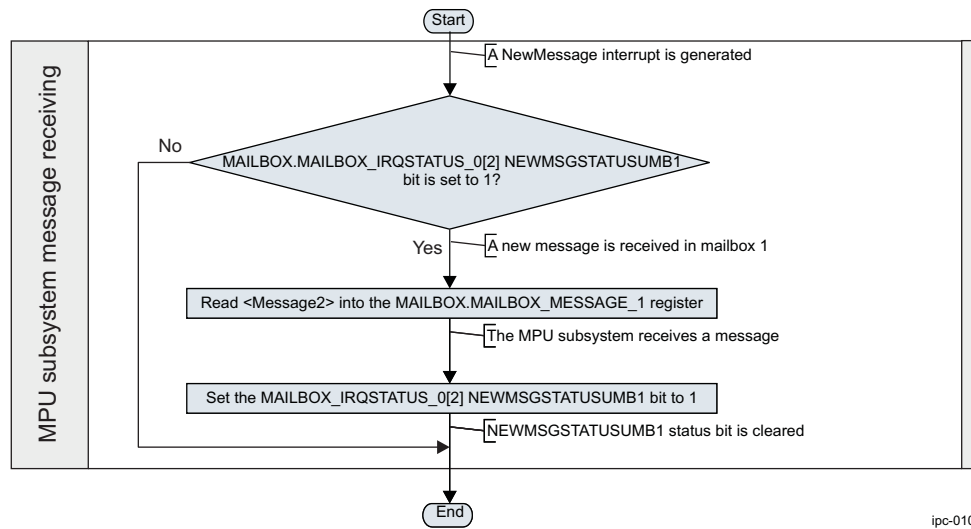 Start
A NewMessage interrupt is generated
MPU subsystem message receiving
No
MAILBOX.MAILBOX_IRQSTATUS_0[2] NEWMSGSTATUSUMB1
bit is set to 1?
Yes
A new message is received in mailbox 1
Read <Message2> into the MAILBOX.MAILBOX_MESSAGE_1 register
The MPU subsystem receives a message
Set the MAILBOX_IRQSTATUS_0[2] NEWMSGSTATUSUMB1 bit to 1
NEWMSGSTATUSUMB1 status bit is cleared
End
ipc-010